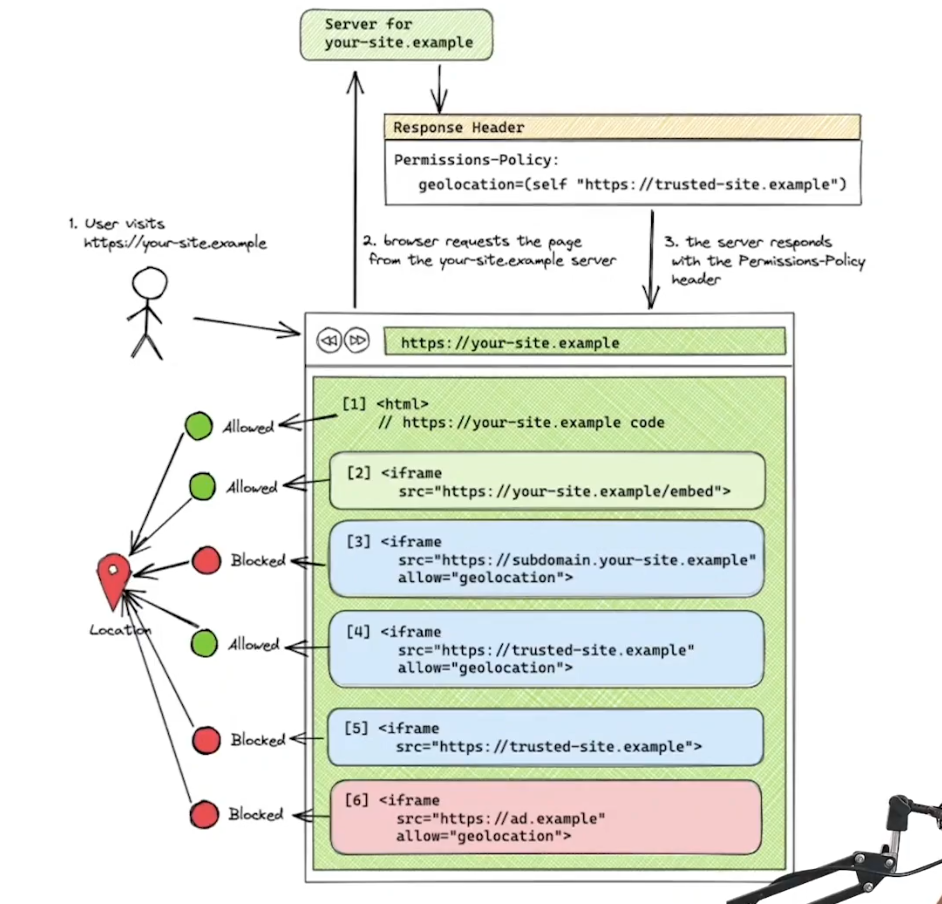 Server for
your-site.example
Response Header
Permissions-Policy:
geolocation=(self "https://trusted-site.example")
1. User visits
https://your-site.example
2. browser requests the page
from the your-site.example server
3. the server responds
with the Permissions-Policy
header
https://your-site.example
[1] <html>
// https://your-site.example code
Allowed
[2] <iframe
src="https://your-site.example/embed">
Allowed
[3] <iframe
src="https://subdomain.your-site.example"
allow="geolocation">
Blocked
[4] <iframe
src="https://trusted-site.example"
allow="geolocation">
Allowed
Location
[5] <iframe
src="https://trusted-site.example">
Blocked
[6] <iframe
src="https://ad.example"
allow="geolocation">
Blocked